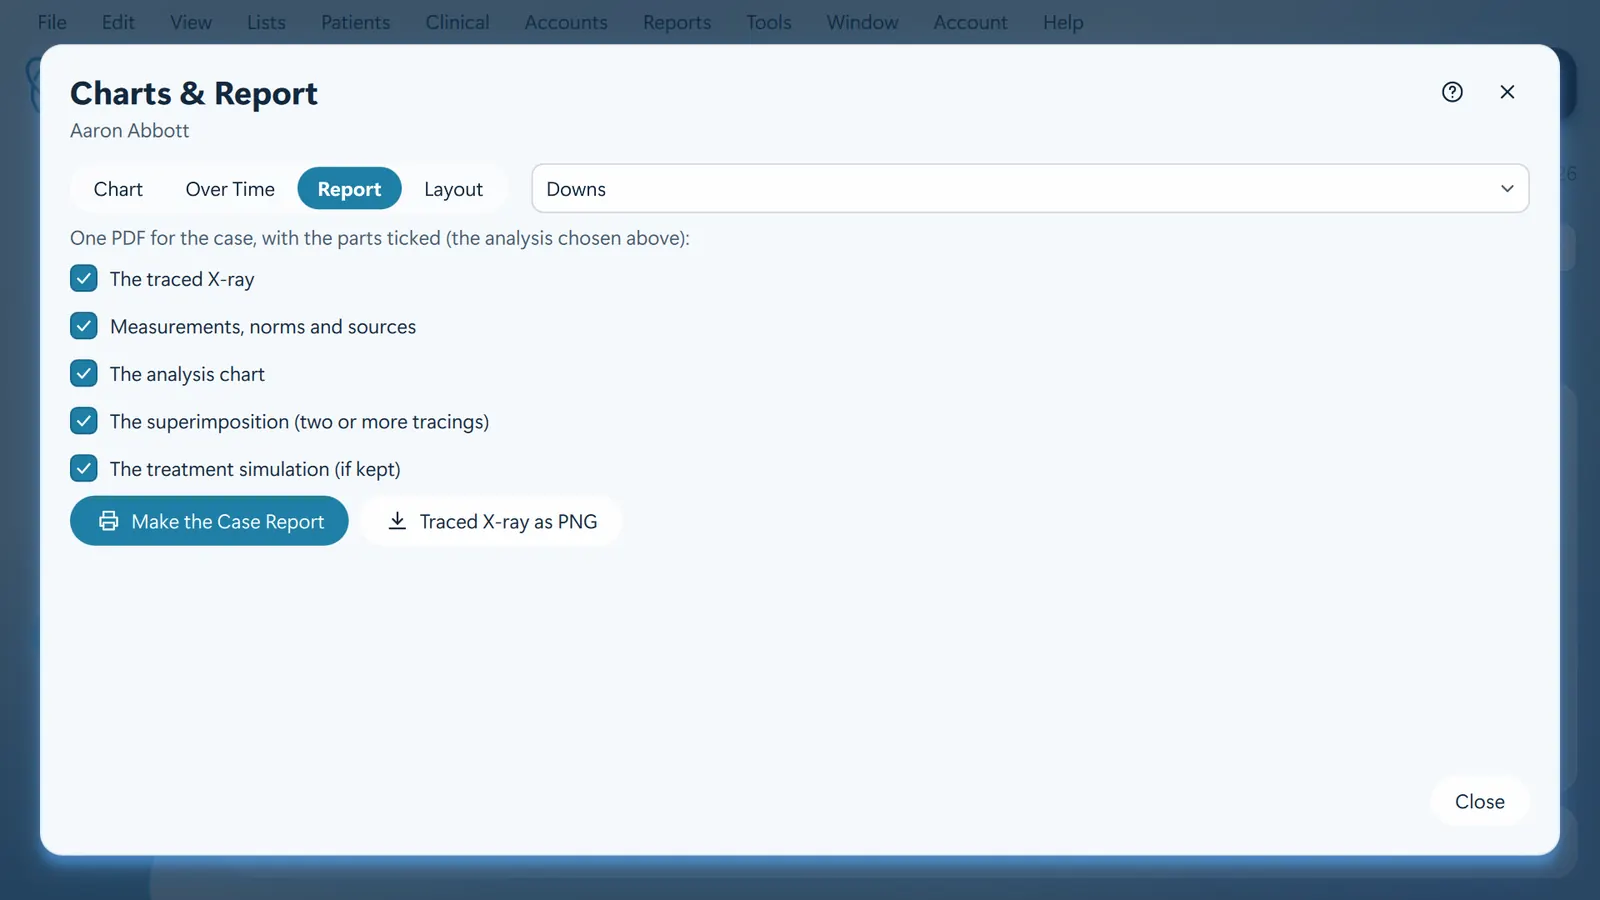 File Edit View Lists Patients Clinical Accounts Reports Tools Window Account Help
Charts & Report
Aaron Abbott
Chart Over Time Report Layout Downs
26
One PDF for the case, with the parts ticked (the analysis chosen above):
The traced X-ray
Measurements, norms and sources
The analysis chart
The superimposition (two or more tracings)
The treatment simulation (if kept)
Make the Case Report Traced X-ray as PNG
Close